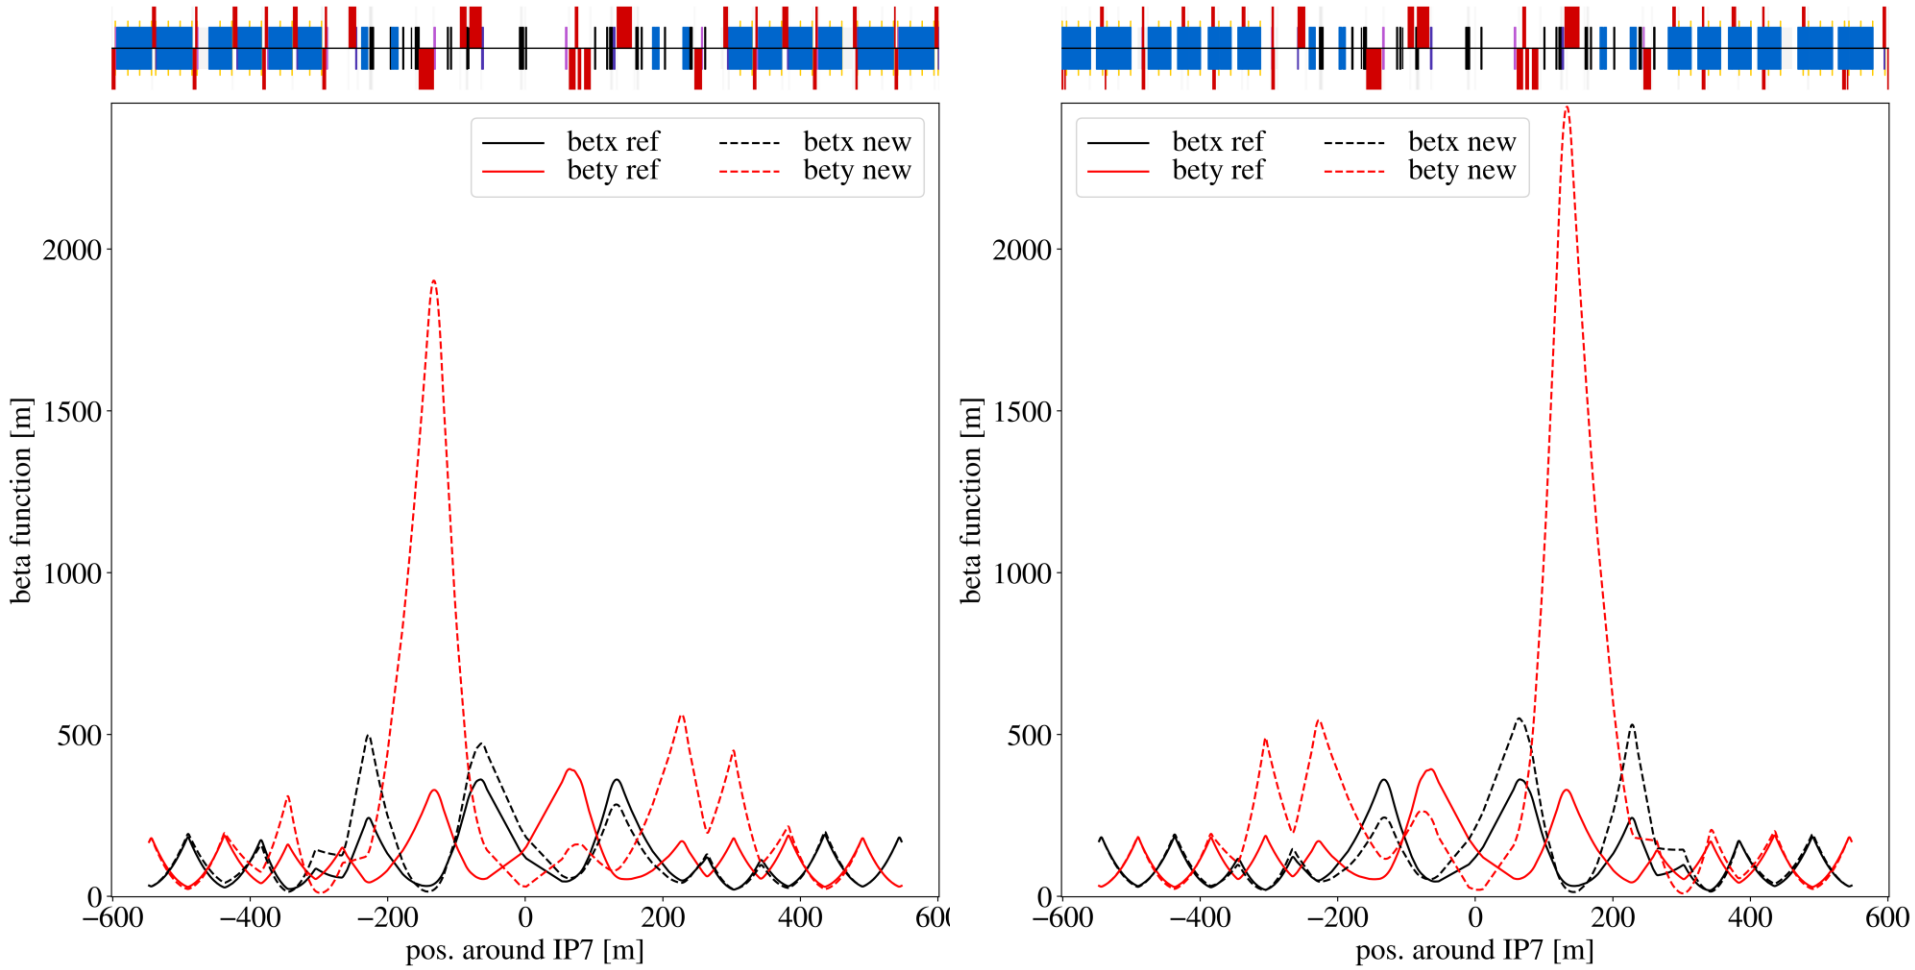 betx ref betx new
bety ref bety new
2000
1500
1000
500
0
beta function [m]
−600 −400 −200 0 200 400 600
pos. around IP7 [m]
betx ref betx new
bety ref bety new
2000
1500
1000
500
0
beta function [m]
−600 −400 −200 0 200 400 600
pos. around IP7 [m]